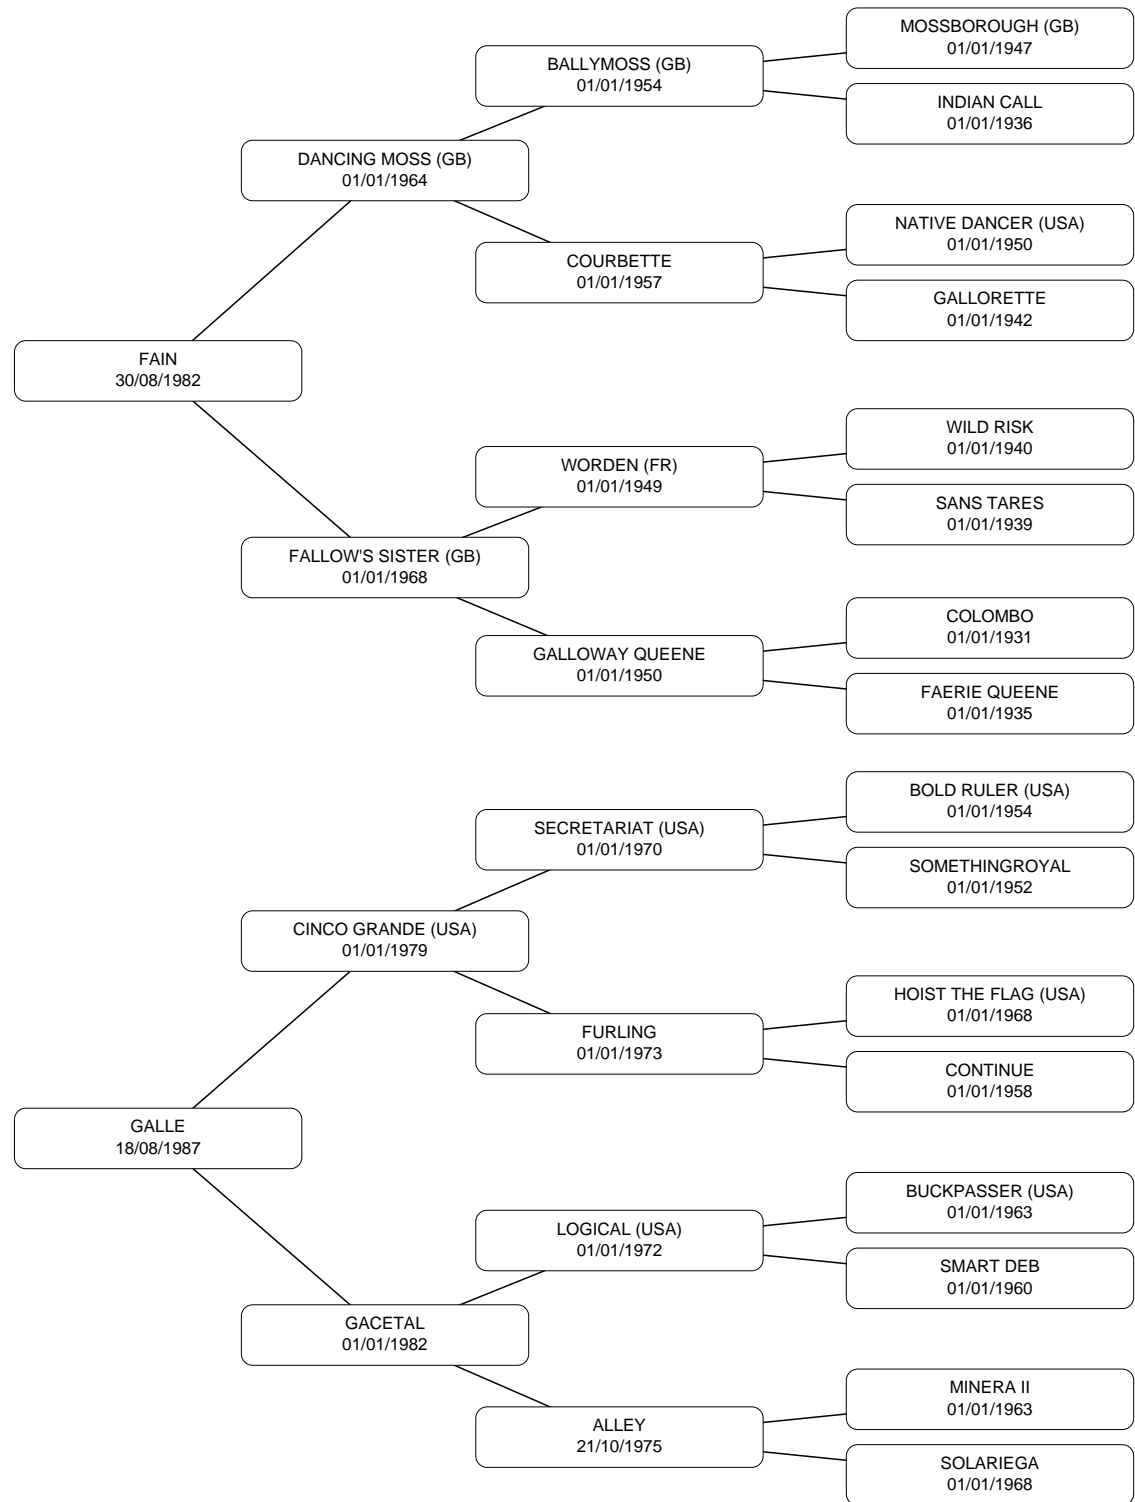 MOSSBOROUGH (GB)
01/01/1947
BALLYMOSS (GB)
01/01/1954
INDIAN CALL
01/01/1936
DANCING MOSS (GB)
01/01/1964
NATIVE DANCER (USA)
01/01/1950
COURBETTE
01/01/1957
GALLORETTE
01/01/1942
FAIN
30/08/1982
WILD RISK
01/01/1940
WORDEN (FR)
01/01/1949
SANS TARES
01/01/1939
FALLOW'S SISTER (GB)
01/01/1968
COLOMBO
01/01/1931
GALLOWAY QUEENE
01/01/1950
FAERIE QUEENE
01/01/1935
BOLD RULER (USA)
01/01/1954
SECRETARIAT (USA)
01/01/1970
SOMETHINGROYAL
01/01/1952
CINCO GRANDE (USA)
01/01/1979
HOIST THE FLAG (USA)
01/01/1968
FURLING
01/01/1973
CONTINUE
01/01/1958
GALLE
18/08/1987
BUCKPASSER (USA)
01/01/1963
LOGICAL (USA)
01/01/1972
SMART DEB
01/01/1960
GACETAL
01/01/1982
MINERA II
01/01/1963
ALLEY
21/10/1975
SOLARIEGA
01/01/1968